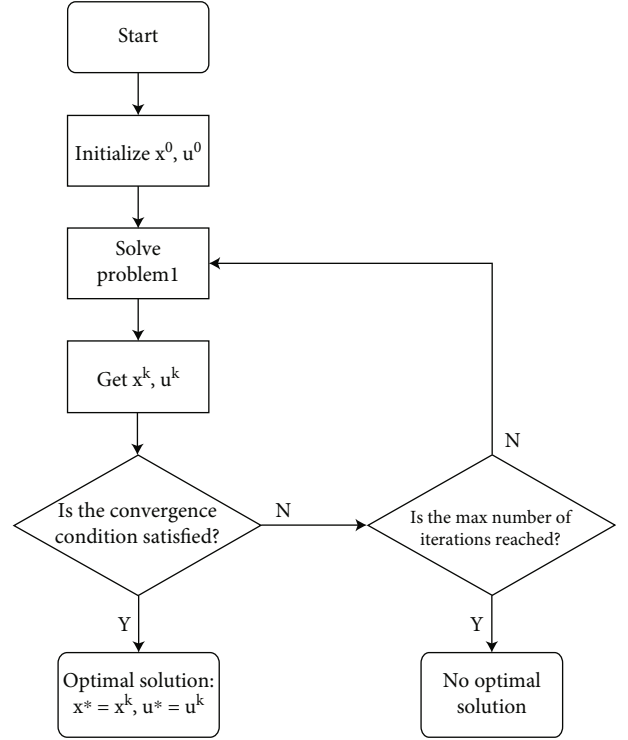 Start
Initialize x⁰, u⁰
Solve
problem1
Get xᵏ, uᵏ
N
Is the convergence
condition satisfied?
N
Is the max number of
iterations reached?
Y
Y
Optimal solution:
x* = xᵏ, u* = uᵏ
No optimal
solution